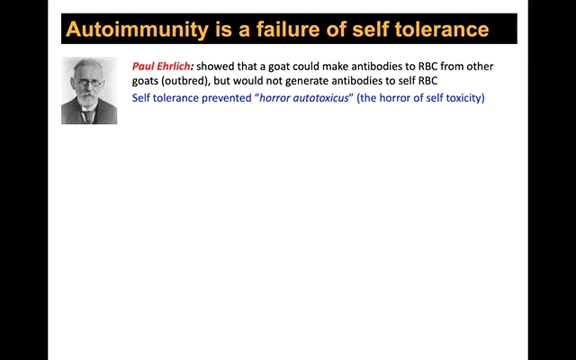 Autoimmunity is a failure of self tolerance
Paul Ehrlich: showed that a goat could make antibodies to RBC from other
goats (outbred), but would not generate antibodies to self RBC
Self tolerance prevented “horror autotoxicus” (the horror of self toxicity)